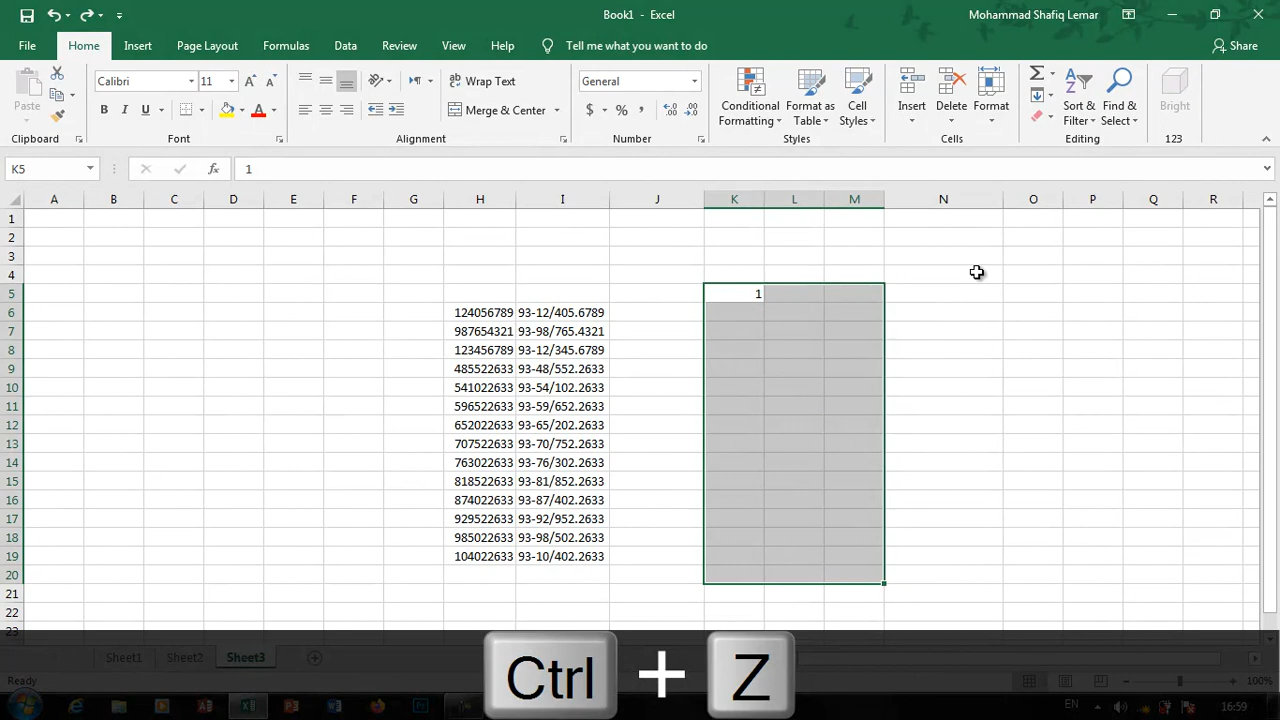 Book1 - Excel
Mohammad Shafiq Lemar
File Home Insert Page Layout Formulas Data Review View Help Tell me what you want to do
Share
Calibri 11
Wrap Text
General
Paste
B I U
Merge & Center
$ % ,
Conditional Formatting
Format Table
Cell Styles
Insert Delete Format
Sort & Filter
Find & Select
Bright
Clipboard Font Alignment Number Styles Cells Editing 123
K5 fx 1
A B C D E F G H I J K L M N O P Q R
1
2
3
4
5 1
6 124056789 93-12/405.6789
7 987654321 93-98/765.4321
8 123456789 93-12/345.6789
9 485522633 93-48/552.2633
10 541022633 93-54/102.2633
11 596522633 93-59/652.2633
12 652022633 93-65/202.2633
13 707522633 93-70/752.2633
14 763022633 93-76/302.2633
15 818522633 93-81/852.2633
16 874022633 93-87/402.2633
17 929522633 93-92/952.2633
18 985022633 93-98/502.2633
19 104022633 93-10/402.2633
20
21
22
23
Sheet1 Sheet2 Sheet3
Ctrl + Z
Ready
100%
EN 16:59